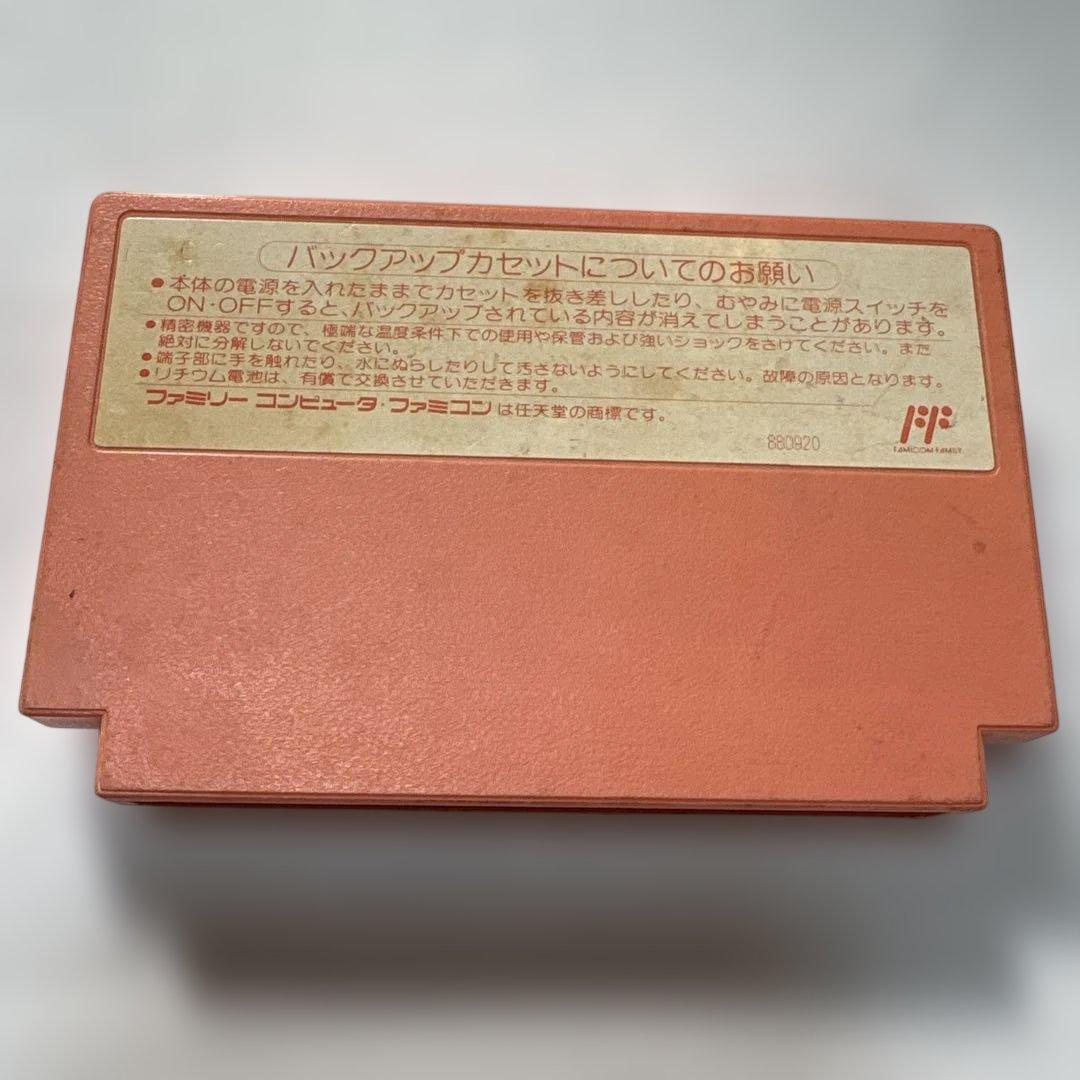 バックアップカセットについてのお願い
●本体の電源を入れたままでカセットを抜き差ししたり、むやみに電源スイッチを
ON・OFFすると、バックアップされている内容が消えてしまうことがあります。
●精密機器ですので、極端な温度条件下での使用や保管および強いショックをさけてください。また
絶対に分解しないでください。
●端子部に手を触れたり、水にぬらしたりして汚さないようにしてください。故障の原因となります。
●リチウム電池は、有償で交換させていただきます。
ファミリー コンピュータ・ファミコン は任天堂の商標です。
880920
FAMICOM FAMILY